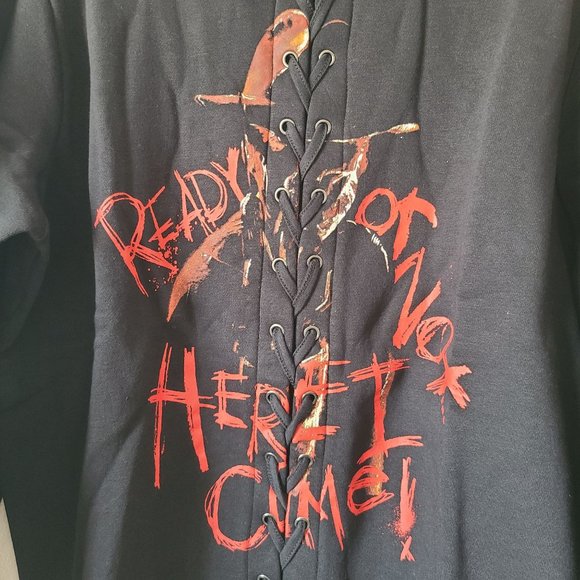 READY
or
Not
HERE I
COMe!